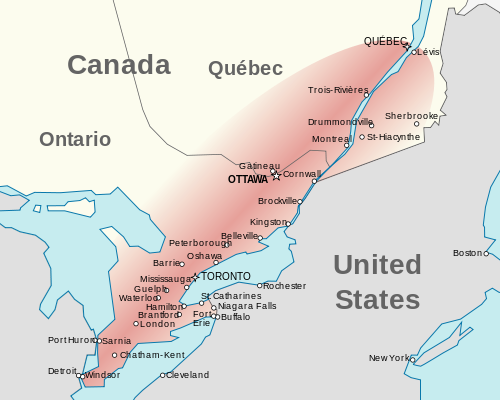 QUÉBEC
Lévis
Canada
Québec
Trois-Rivières
Sherbrooke
Drummondville
Ontario
St-Hiacynthe
Montreal
Gatineau
OTTAWA
Cornwall
Brockville
Kingston
Belleville
Peterborough
Boston
Oshawa
Barrie
United
States
TORONTO
Mississauga
Rochester
Guelph
St.Catharines
Waterloo
Hamilton
Niagara Falls
Brantford
Fort
Erie
Buffalo
London
Port Huron
Sarnia
Chatham-Kent
New York
Detroit
Windsor
Cleveland